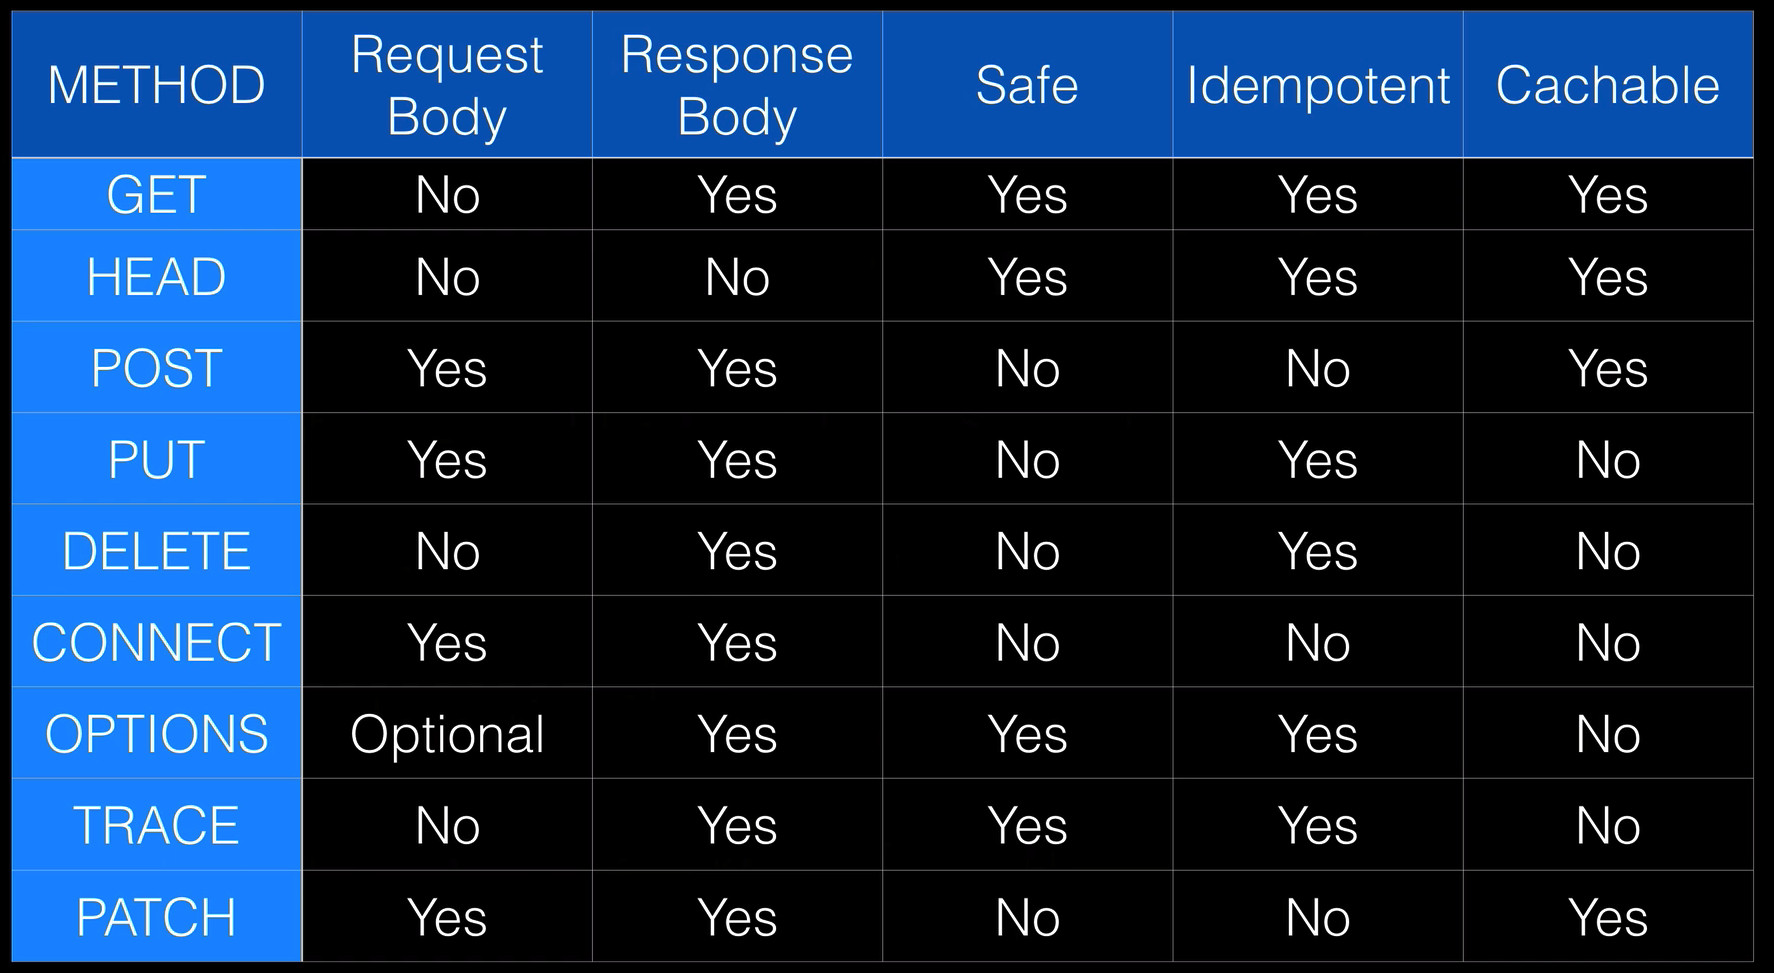 METHOD Request Body Response Body Safe Idempotent Cachable
GET No Yes Yes Yes Yes
HEAD No No Yes Yes Yes
POST Yes Yes No No Yes
PUT Yes Yes No Yes No
DELETE No Yes No Yes No
CONNECT Yes Yes No No No
OPTIONS Optional Yes Yes Yes No
TRACE No Yes Yes Yes No
PATCH Yes Yes No No Yes